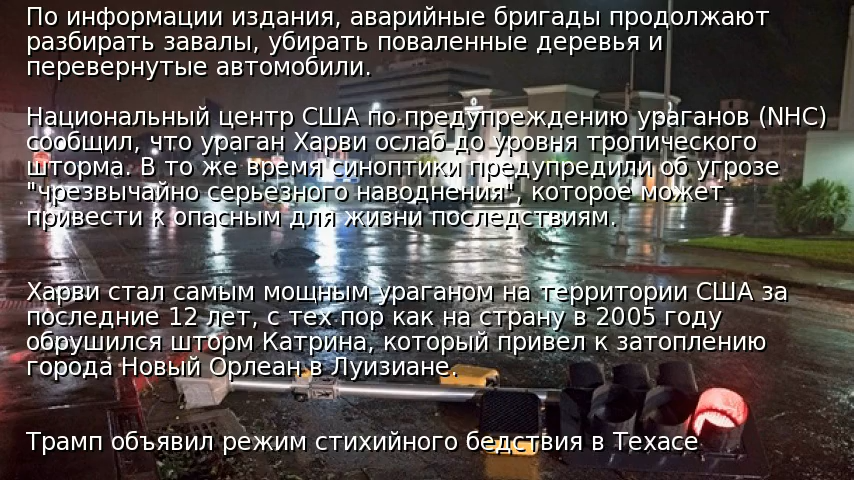 По информации издания, аварийные бригады продолжают
разбирать завалы, убирать поваленные деревья и
перевернутые автомобили.
Национальный центр США по предупреждению ураганов (NHC)
сообщил, что ураган Харви ослаб до уровня тропического
шторма. В то же время синоптики предупредили об угрозе
"чрезвычайно серьезного наводнения", которое может
привести к опасным для жизни последствиям.
Харви стал самым мощным ураганом на территории США за
последние 12 лет, с тех пор как на страну в 2005 году
обрушился шторм Катрина, который привел к затоплению
города Новый Орлеан в Луизиане.
Трамп объявил режим стихийного бедствия в Техасе